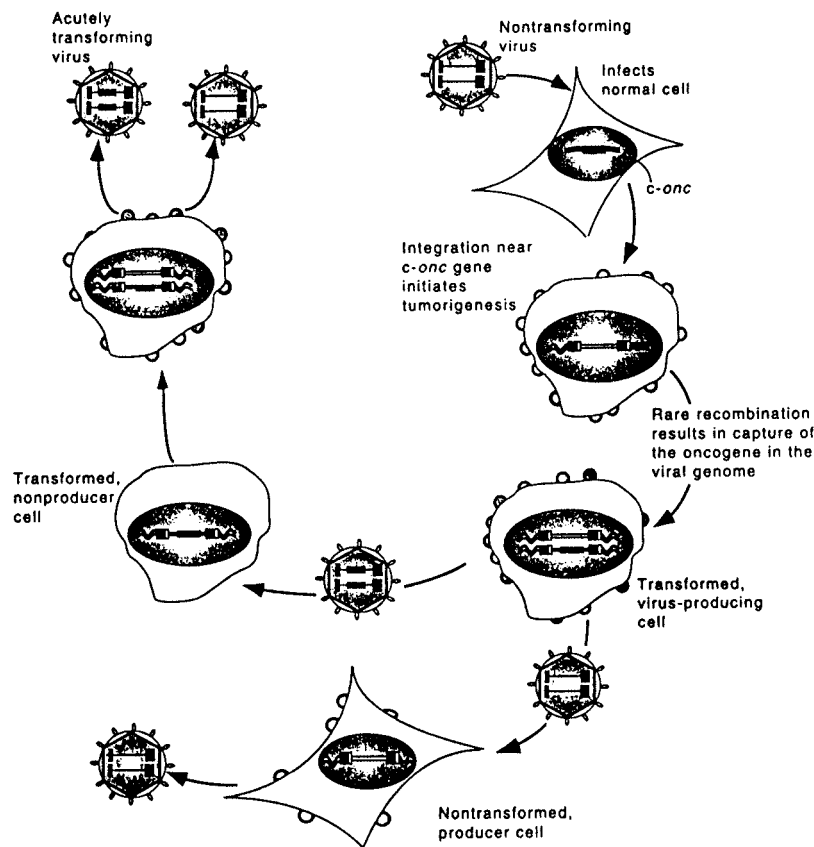 Acutely
transforming
virus
Nontransforming
virus
Infects
normal cell
c-onc
Integration near
c-onc gene
initiates
tumorigenesis
Rare recombination
results in capture of
the oncogene in the
viral genome
Transformed,
nonproducer
cell
Transformed,
virus-producing
cell
Nontransformed,
producer cell